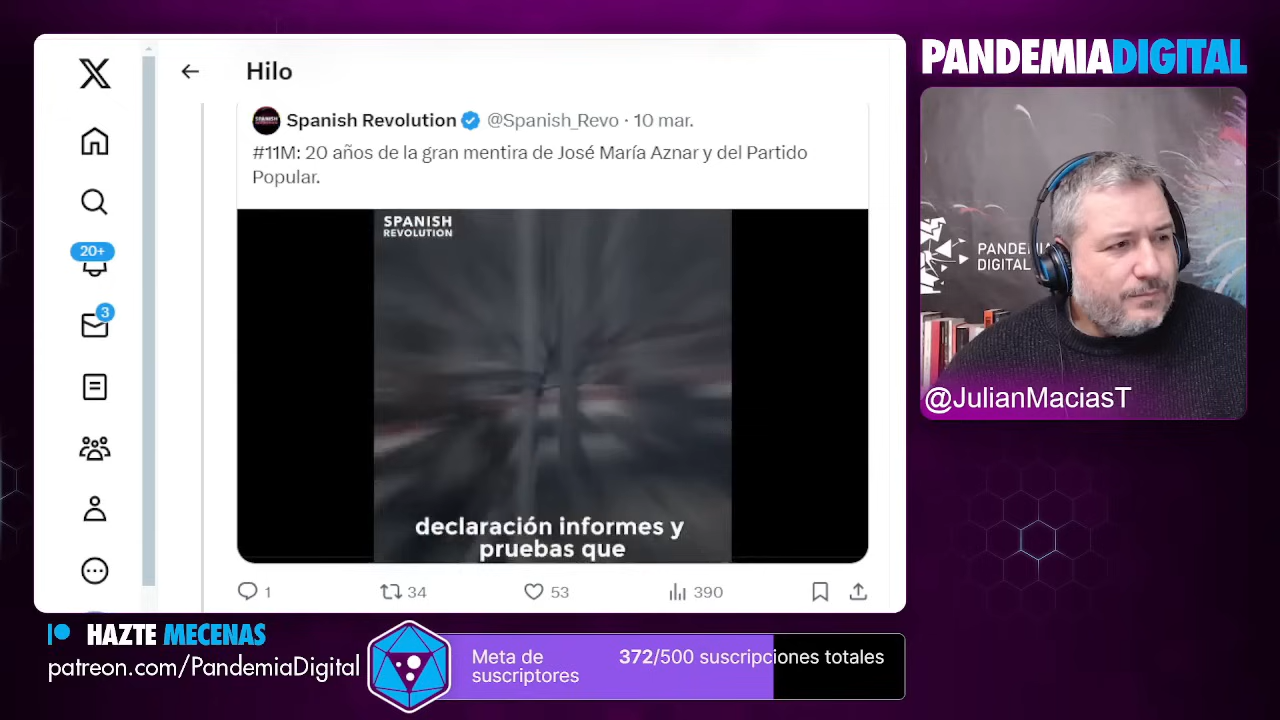 PANDEMIADIGITAL
Hilo
Spanish Revolution @Spanish_Revo · 10 mar.
#11M: 20 años de la gran mentira de José María Aznar y del Partido
Popular.
SPANISH
REVOLUTION
20+
3
declaración informes y
pruebas que
1 34 53 390
PANDEMIA
DIGITAL
@JulianMaciasT
HAZTE MECENAS
patreon.com/PandemiaDigital
Meta de
suscriptores
372/500 suscripciones totales